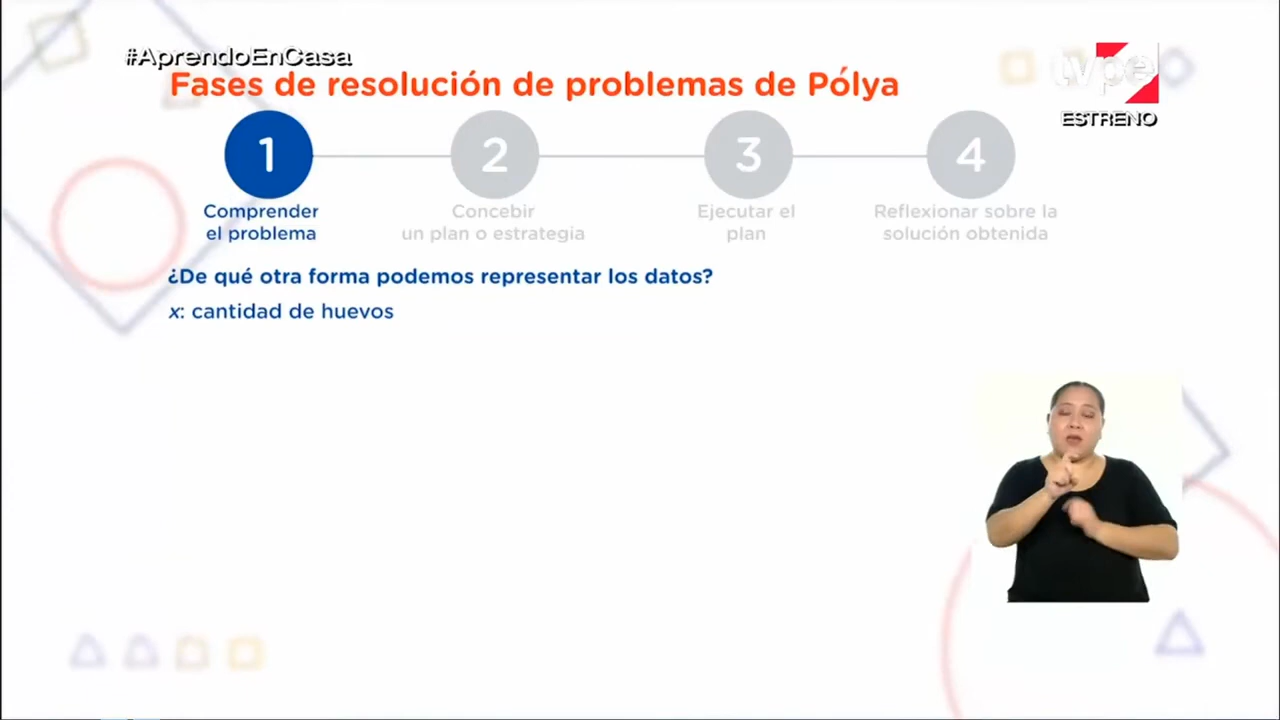 #AprendoEnCasa
Fases de resolución de problemas de Pólya
tvpe
ESTRENO
1
2
3
4
Comprender
el problema
Concebir
un plan o estrategia
Ejecutar el
plan
Reflexionar sobre la
solución obtenida
¿De qué otra forma podemos representar los datos?
x: cantidad de huevos